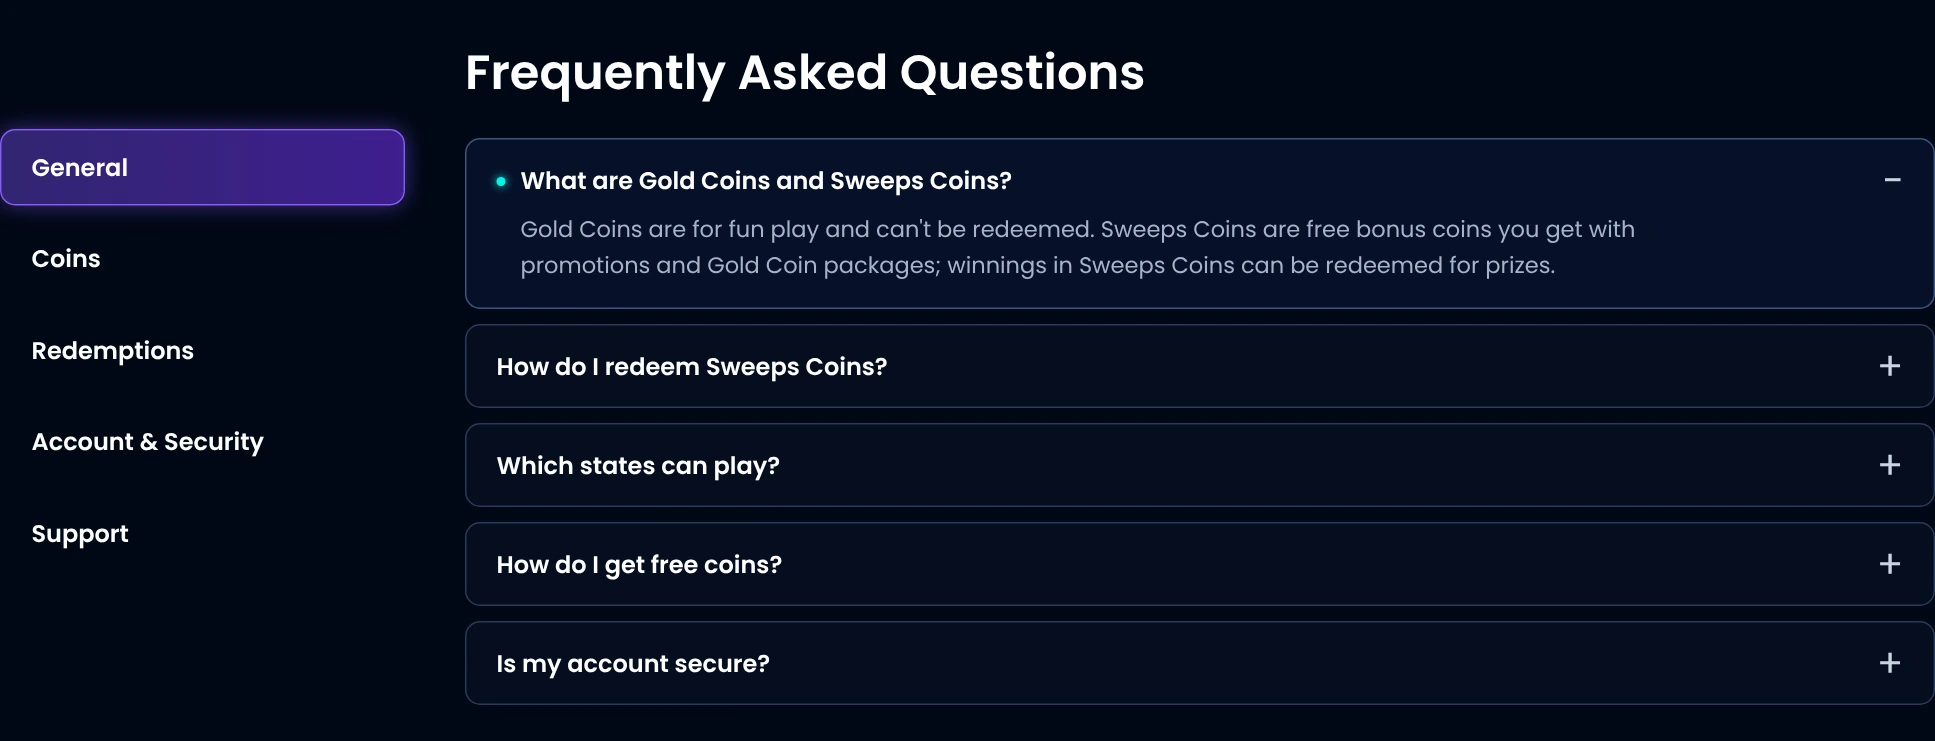 Frequently Asked Questions
General
Coins
Redemptions
Account & Security
Support
What are Gold Coins and Sweeps Coins?
Gold Coins are for fun play and can't be redeemed. Sweeps Coins are free bonus coins you get with
promotions and Gold Coin packages; winnings in Sweeps Coins can be redeemed for prizes.
How do I redeem Sweeps Coins?
Which states can play?
How do I get free coins?
Is my account secure?